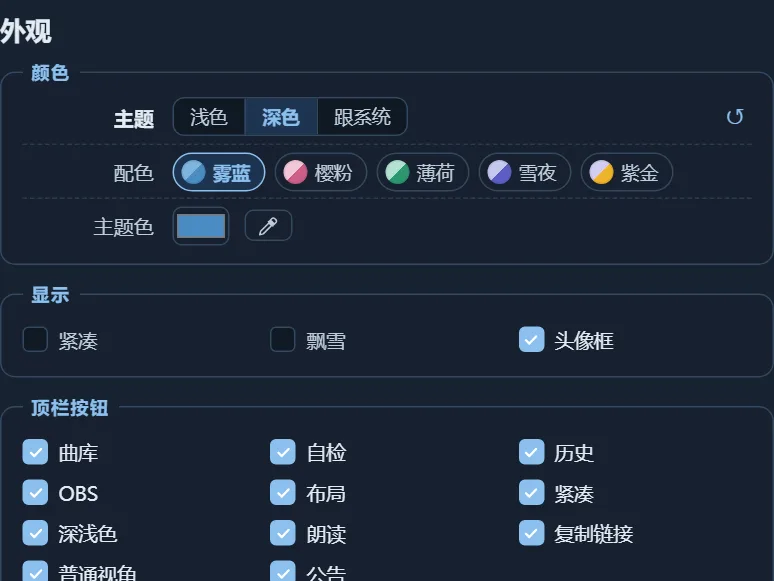 外观
颜色
主题 浅色 深色 跟系统
配色 雾蓝 樱粉 薄荷 雪夜 紫金
主题色
显示
紧凑 飘雪 头像框
顶栏按钮
曲库 自检 历史
OBS 布局 紧凑
深浅色 朗读 复制链接
普通视角 公告